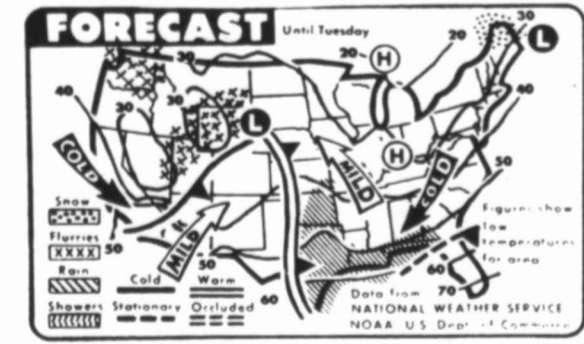 FORECAST
Until Tuesday
30
20
H
20
30
L
40
30
30
L
H
40
COLD
MILD
COLD
50
Snow
Flurries
XXXX
50
MILD
50
Rain
Cold
Warm
60
Showers
Stationary
Occluded
Figures show
low
temperatures
for area
60
70
Data from
NATIONAL WEATHER SERVICE
NOAA U S Dept of Commerce